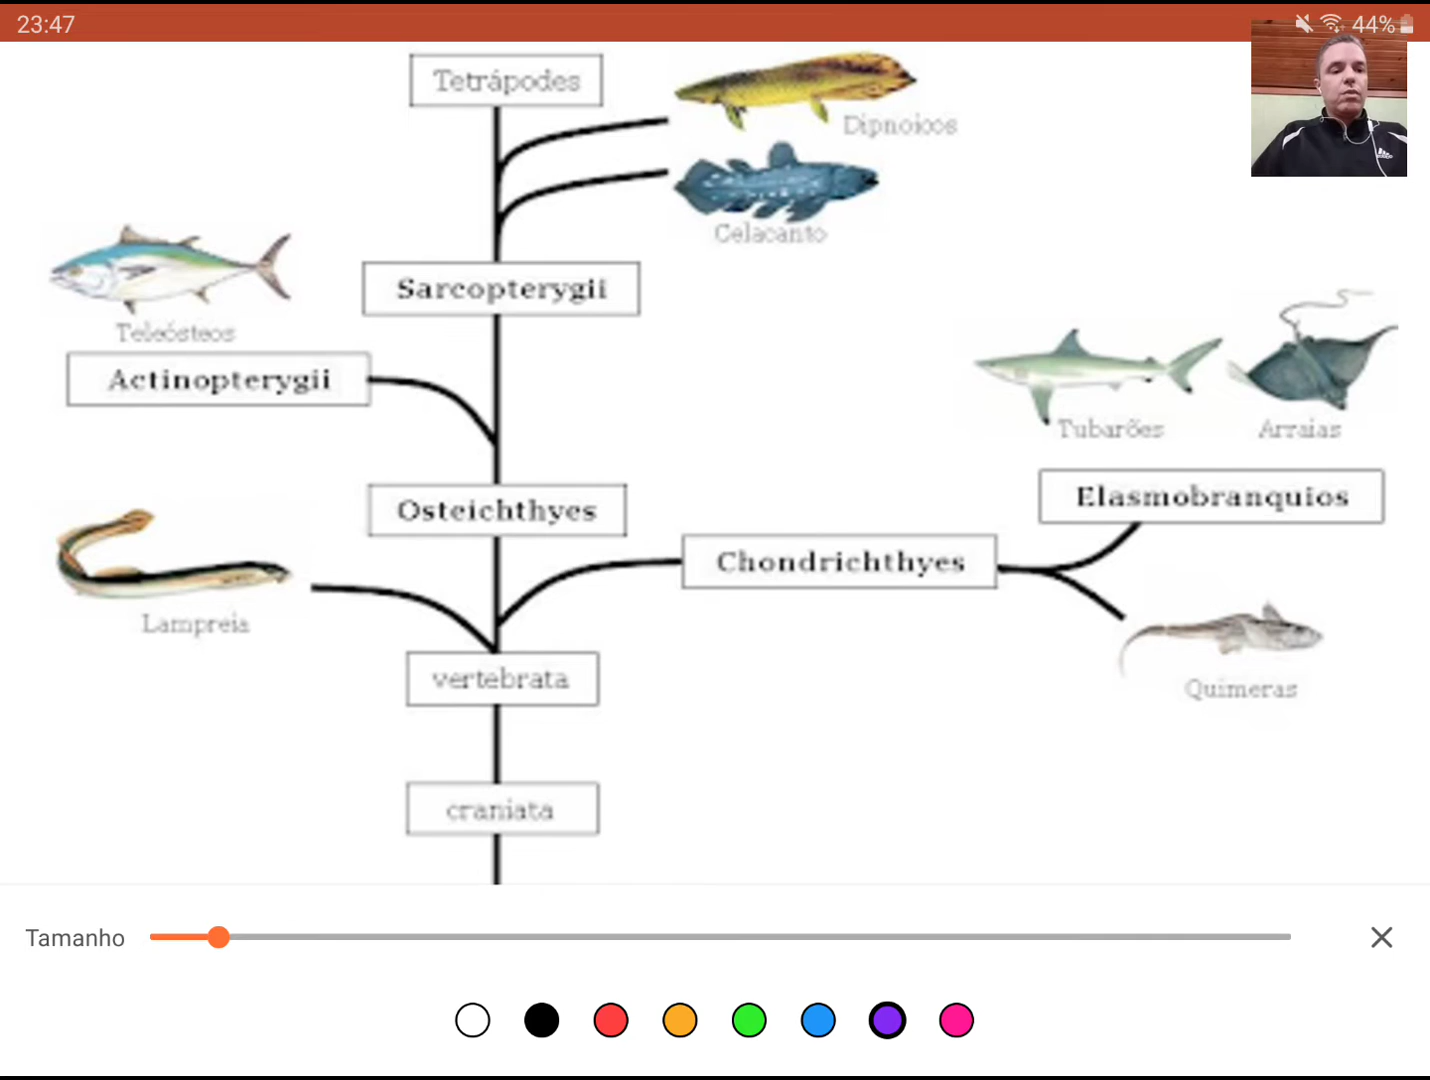 23:47
44%
Tetrápodes
Dipnoicos
Celacanto
Teleósteos
Sarcopterygii
Actinopterygii
Tubarões
Arraias
Elasmobranquios
Osteichthyes
Chondrichthyes
Lampreia
vertebrata
Quimeras
craniata
Tamanho